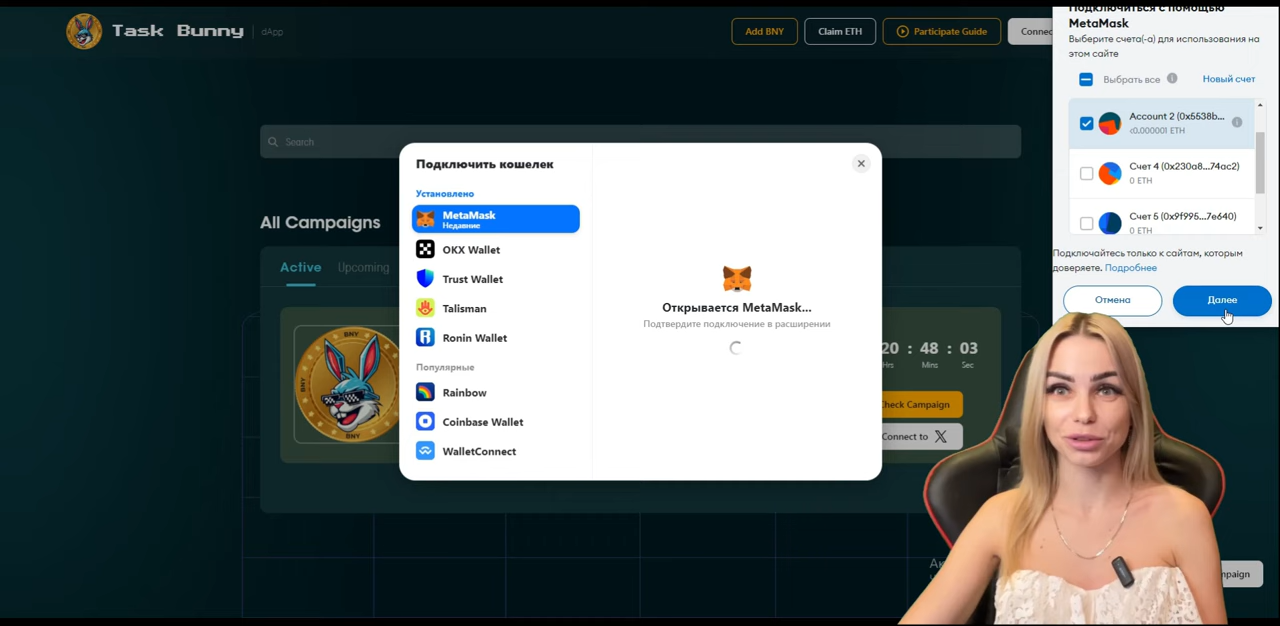 Task Bunny
dApp
Add BNY
Claim ETH
Participate Guide
Search
All Campaigns
Active
Upcoming
Подключить кошелек
Установлено
MetaMask
Недавние
OKX Wallet
Trust Wallet
Talisman
Ronin Wallet
Популярные
Rainbow
Coinbase Wallet
WalletConnect
Открывается MetaMask...
Подтвердите подключение в расширении
BNY
BNY
BNY
20 : 48 : 03
Hrs
Mins
Sec
Check Campaign
Connect to X
Подключиться с помощью
MetaMask
Выберите счета(-а) для использования на
этом сайте
Выбрать все
Новый счет
Account 2 (0x5538b...
<0.000001 ETH
Счет 4 (0x230a8...74ac2)
0 ETH
Счет 5 (0x9f995...7e640)
0 ETH
Подключайтесь только к сайтам, которым
доверяете. Подробнее
Отмена
Далее